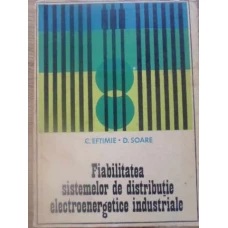 C. EFTIMIE • D. SOARE
Fiabilitatea
sistemelor de distribuție
electroenergetice industriale